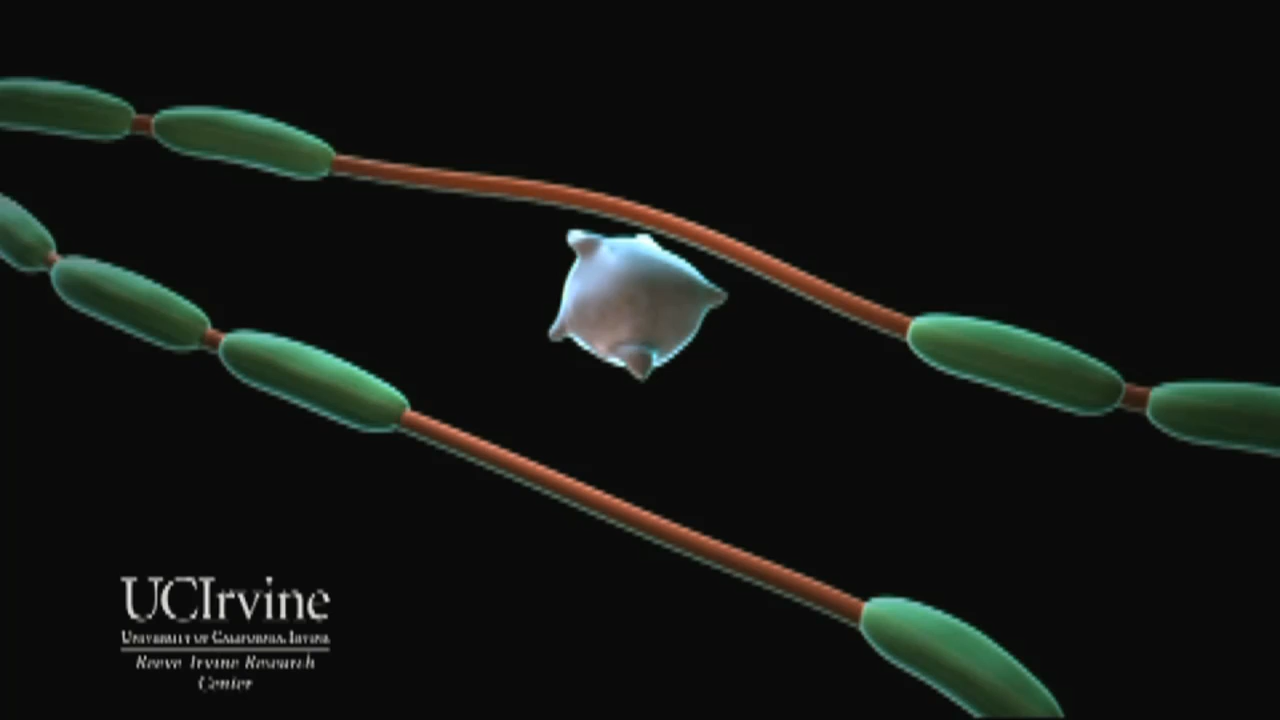 UCIrvine
University of California, Irvine
Reeve-Irvine Research
Center